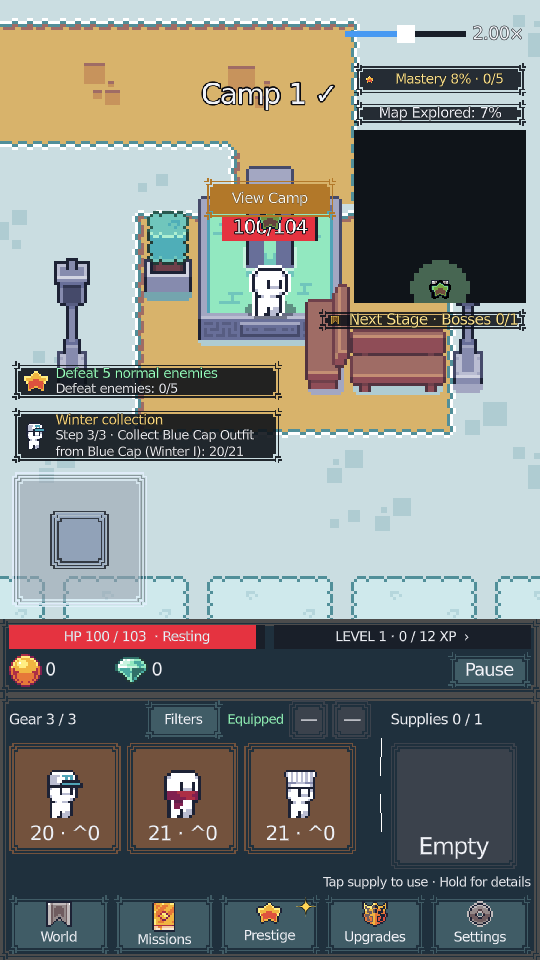 2.00×
Camp 1 ✓
Mastery 8% · 0/5
Map Explored: 7%
View Camp
100/104
Next Stage · Bosses 0/1
Defeat 5 normal enemies
Defeat enemies: 0/5
Winter collection
Step 3/3 · Collect Blue Cap Outfit
from Blue Cap (Winter I): 20/21
HP 100 / 103 · Resting
LEVEL 1 · 0 / 12 XP ›
0
0
Pause
Gear 3 / 3
Filters
Equipped
—
—
Supplies 0 / 1
20 · ^0
21 · ^0
21 · ^0
Empty
Tap supply to use · Hold for details
World
Missions
Prestige
Upgrades
Settings